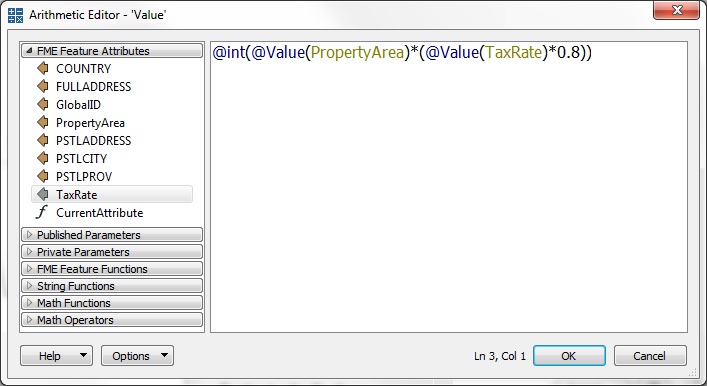 Arithmetic Editor - 'Value'
FME Feature Attributes
COUNTRY
FULLADDRESS
GlobalID
PropertyArea
PSTLADDRESS
PSTLCITY
PSTLPROV
TaxRate
CurrentAttribute
Published Parameters
Private Parameters
FME Feature Functions
String Functions
Math Functions
Math Operators
@int(@Value(PropertyArea)*(@Value(TaxRate)*0.8))
Help
Options
Ln 3, Col 1
OK
Cancel